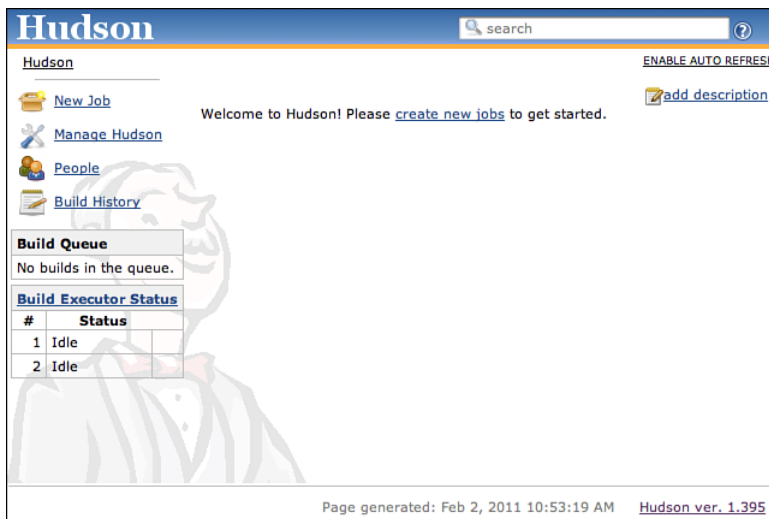 Hudson
search
Hudson
ENABLE AUTO REFRESH
New Job
add description
Welcome to Hudson! Please create new jobs to get started.
Manage Hudson
People
Build History
Build Queue
No builds in the queue.
Build Executor Status
# Status
1 Idle
2 Idle
Page generated: Feb 2, 2011 10:53:19 AM Hudson ver. 1.395